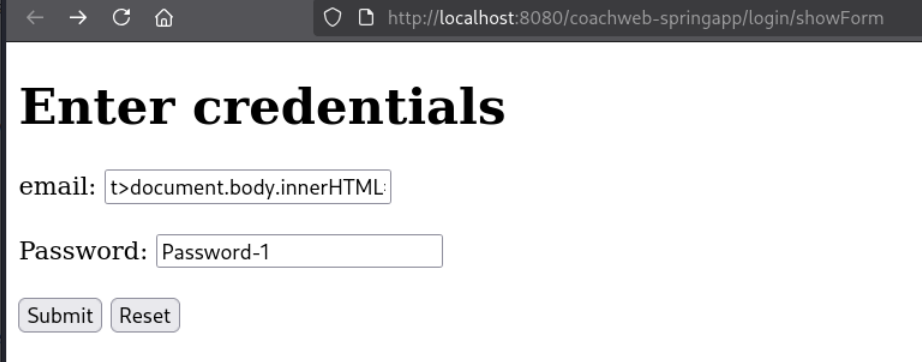 http://localhost:8080/coachweb-springapp/login/showForm
Enter credentials
email: t>document.body.innerHTML=
Password: Password-1
Submit Reset